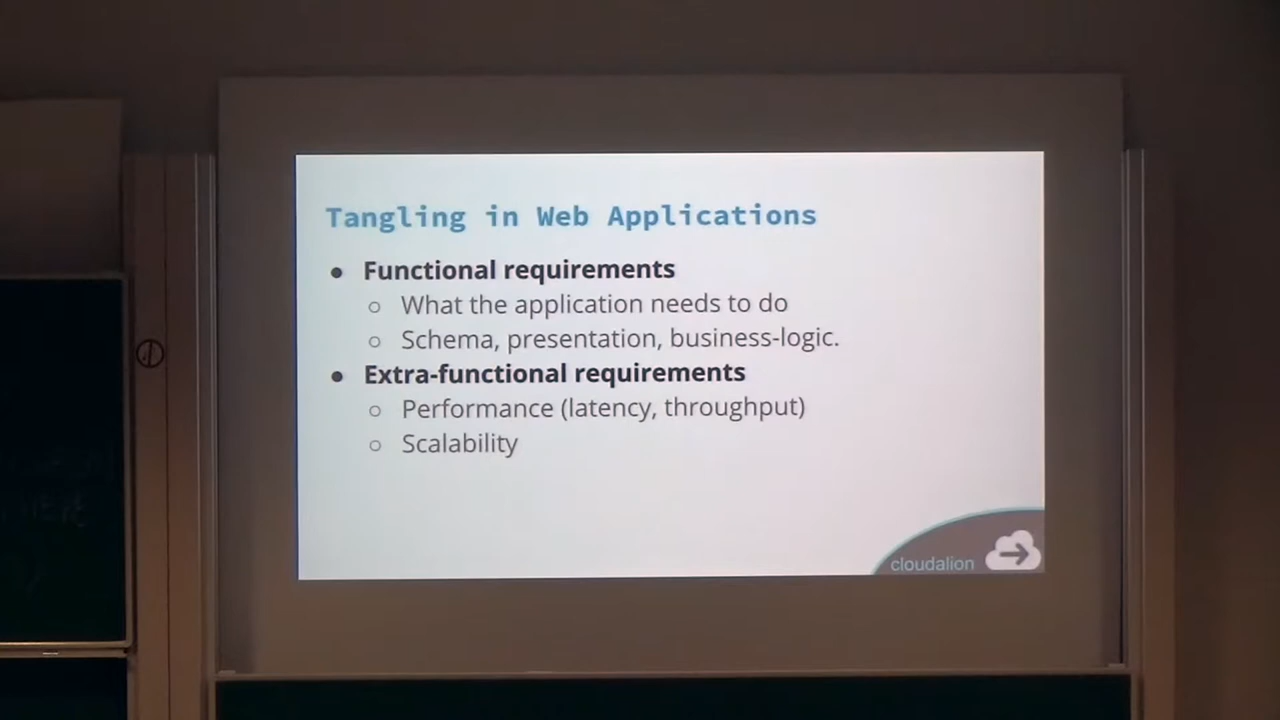 Tangling in Web Applications
● Functional requirements
○ What the application needs to do
○ Schema, presentation, business-logic.
● Extra-functional requirements
○ Performance (latency, throughput)
○ Scalability
cloudalion